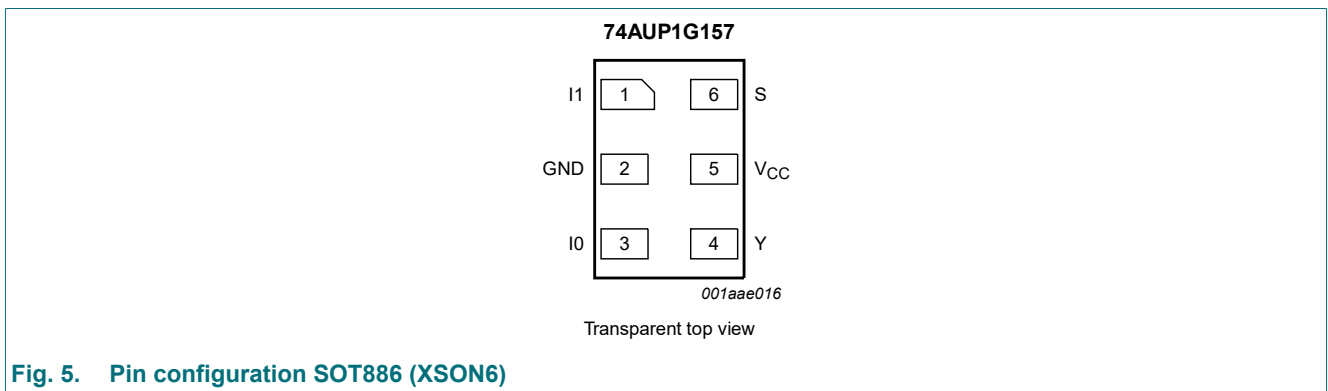 74AUP1G157
I1 1 6 S
GND 2 5 VCC
I0 3 4 Y
001aae016
Transparent top view
Fig. 5. Pin configuration SOT886 (XSON6)